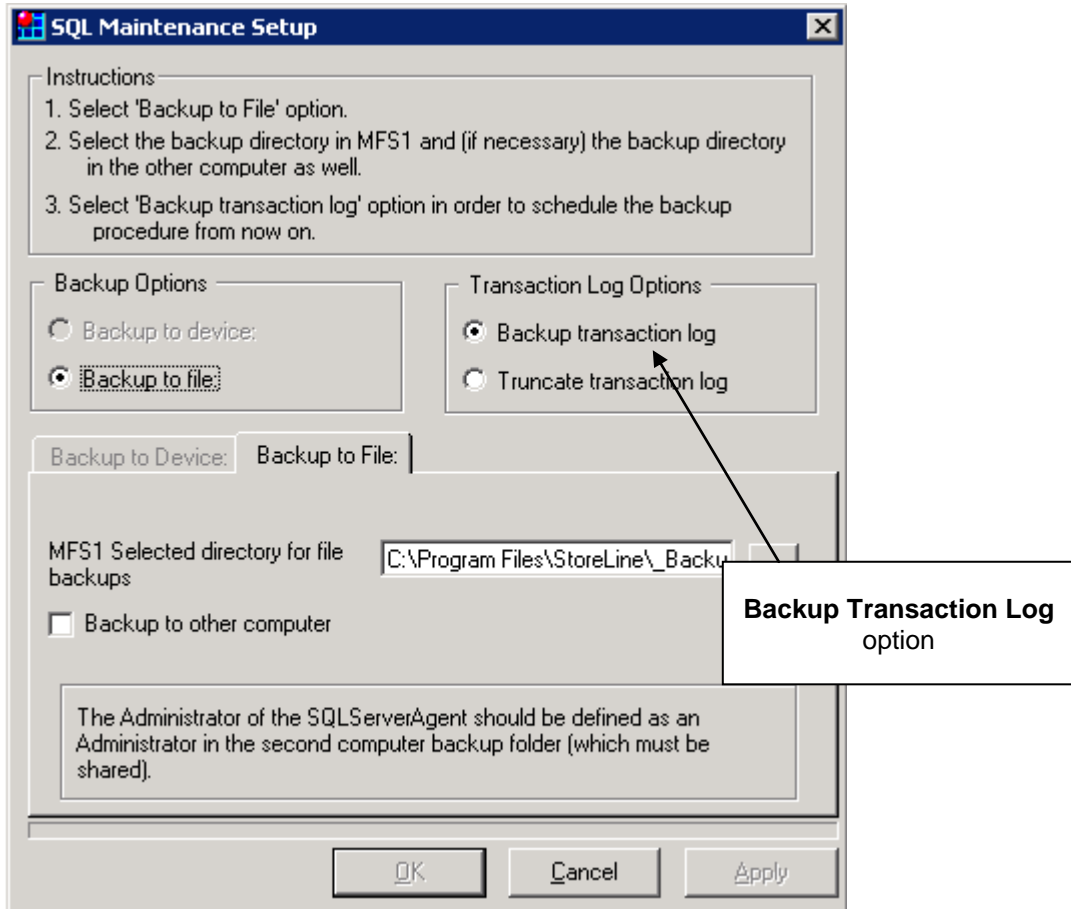 SQL Maintenance Setup
Instructions
1. Select 'Backup to File' option.
2. Select the backup directory in MFS1 and (if necessary) the backup directory
in the other computer as well.
3. Select 'Backup transaction log' option in order to schedule the backup
procedure from now on.
Backup Options
Backup to device:
Backup to file:
Transaction Log Options
Backup transaction log
Truncate transaction log
Backup to Device:
Backup to File:
MFS1 Selected directory for file
backups
C:\Program Files\StoreLine\_Backu
Backup to other computer
Backup Transaction Log
option
The Administrator of the SQLServerAgent should be defined as an
Administrator in the second computer backup folder (which must be
shared).
OK
Cancel
Apply